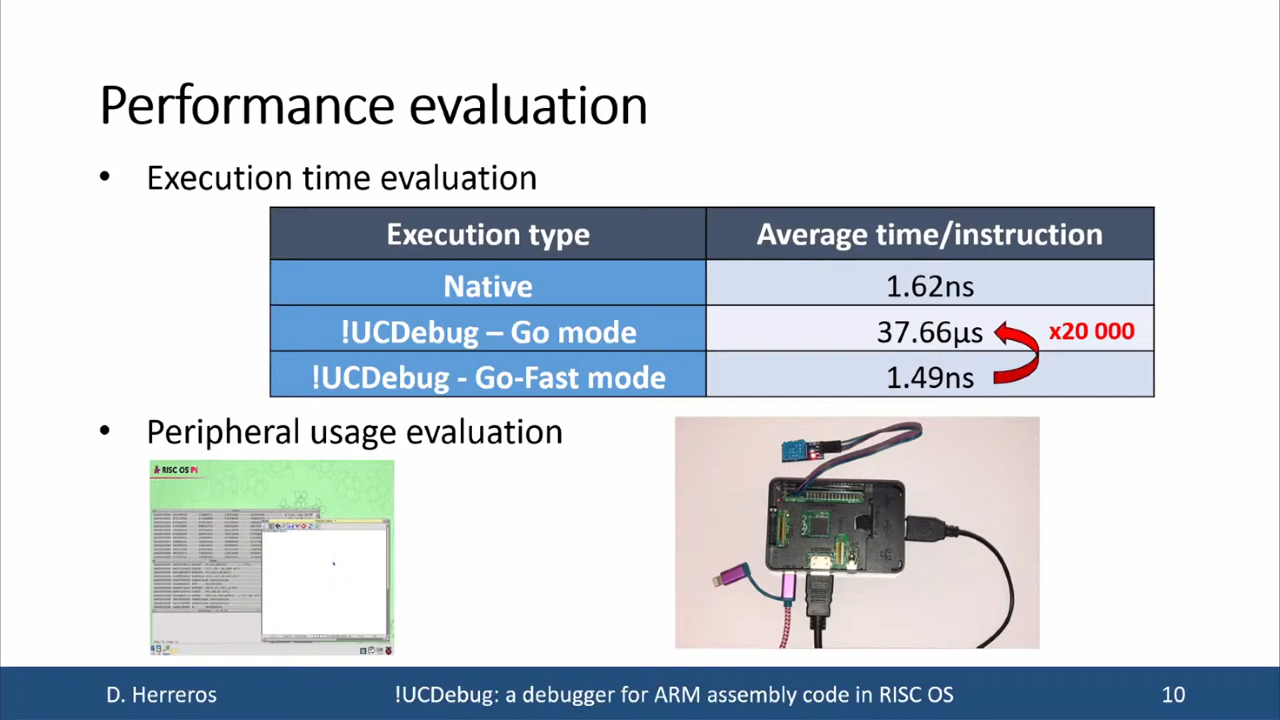 Performance evaluation
• Execution time evaluation
Execution type Average time/instruction
Native 1.62ns
!UCDebug – Go mode 37.66µs x20 000
!UCDebug - Go-Fast mode 1.49ns
• Peripheral usage evaluation
RISC OS Pi
D. Herreros !UCDebug: a debugger for ARM assembly code in RISC OS 10